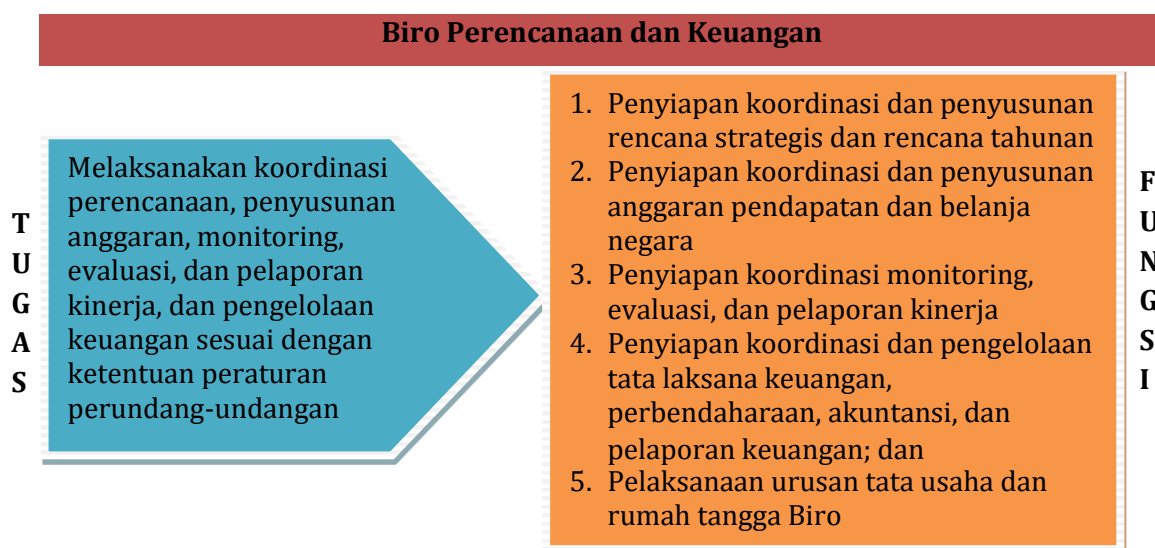 Biro Perencanaan dan Keuangan
T
U
G
A
S
Melaksanakan koordinasi
perencanaan, penyusunan
anggaran, monitoring,
evaluasi, dan pelaporan
kinerja, dan pengelolaan
keuangan sesuai dengan
ketentuan peraturan
perundang-undangan
1. Penyiapan koordinasi dan penyusunan
rencana strategis dan rencana tahunan
2. Penyiapan koordinasi dan penyusunan
anggaran pendapatan dan belanja
negara
3. Penyiapan koordinasi monitoring,
evaluasi, dan pelaporan kinerja
4. Penyiapan koordinasi dan pengelolaan
tata laksana keuangan,
perbendaharaan, akuntansi, dan
pelaporan keuangan; dan
5. Pelaksanaan urusan tata usaha dan
rumah tangga Biro
F
U
N
G
S
I